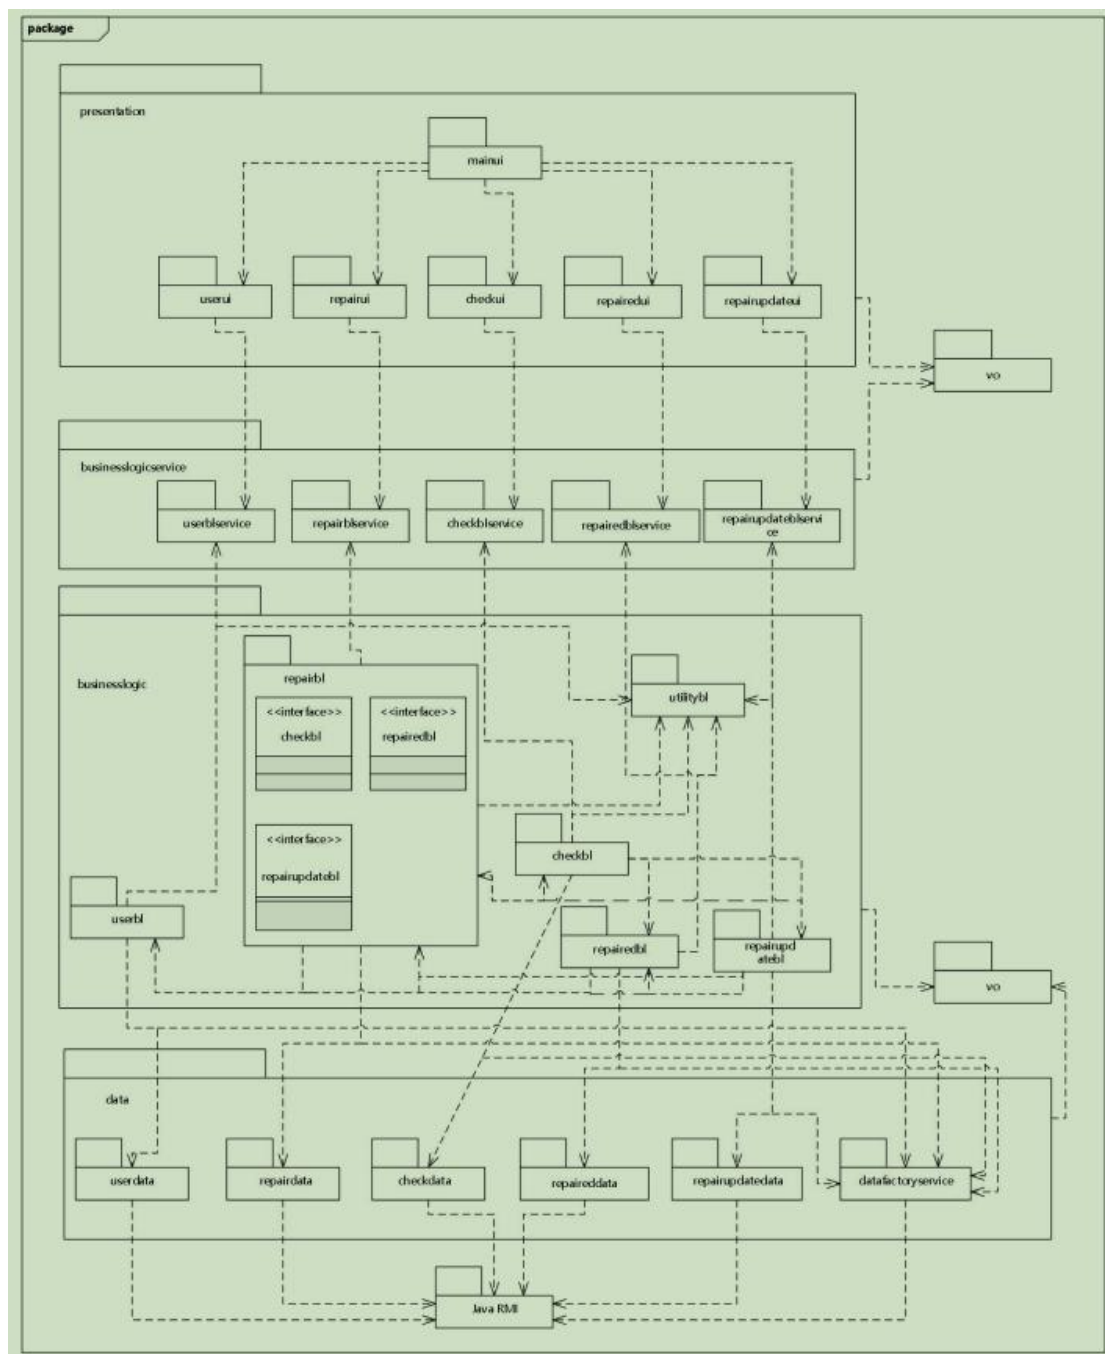 package
presentation
mainui
userui
repairui
checkui
repairedui
repairupdateui
vo
businesslogicservice
userblservice
repairblservice
checkblservice
repairedblservice
repairupdateblservi
ce
businesslogic
repairbl
<<interface>>
checkbl
<<interface>>
repairedbl
utilitybl
<<interface>>
repairupdatebl
checkbl
userbl
repairedbl
repairupd
atebl
vo
data
userdata
repairdata
checkdata
repaireddata
repairupdatedata
datafactoryservice
Java RMI